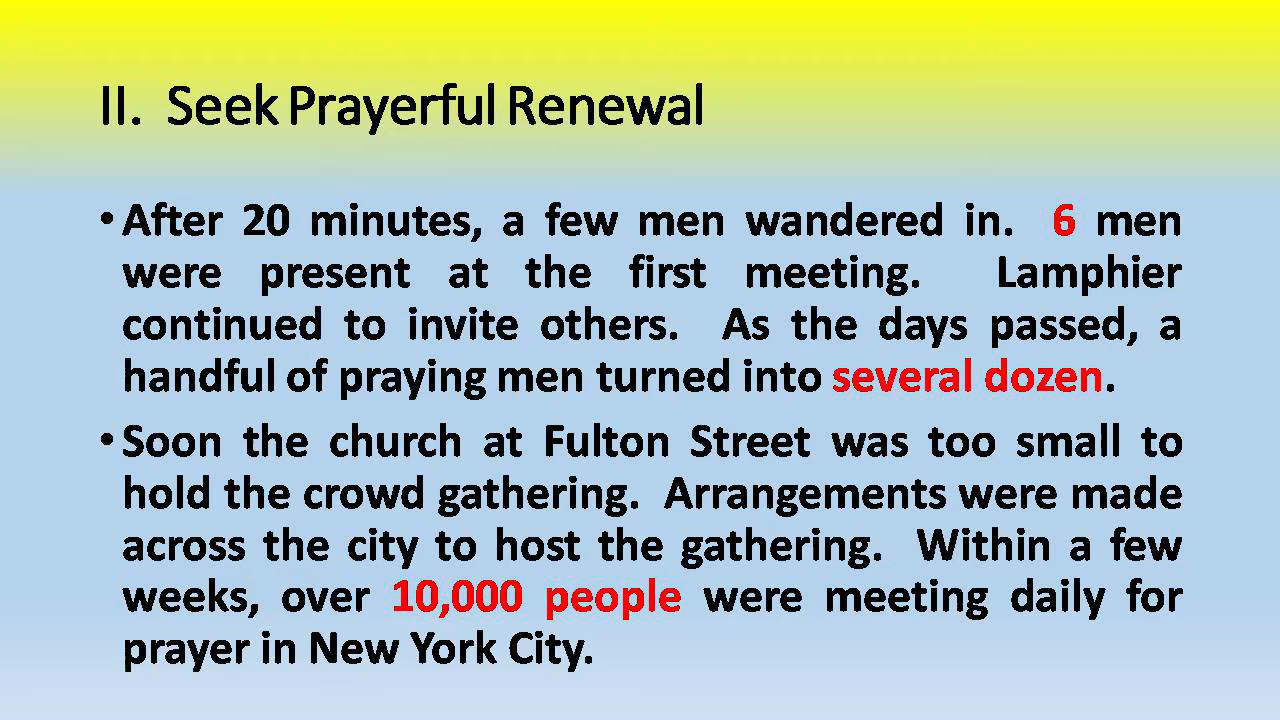 II. Seek Prayerful Renewal
• After 20 minutes, a few men wandered in. 6 men
were present at the first meeting. Lamphier
continued to invite others. As the days passed, a
handful of praying men turned into several dozen.
• Soon the church at Fulton Street was too small to
hold the crowd gathering. Arrangements were made
across the city to host the gathering. Within a few
weeks, over 10,000 people were meeting daily for
prayer in New York City.